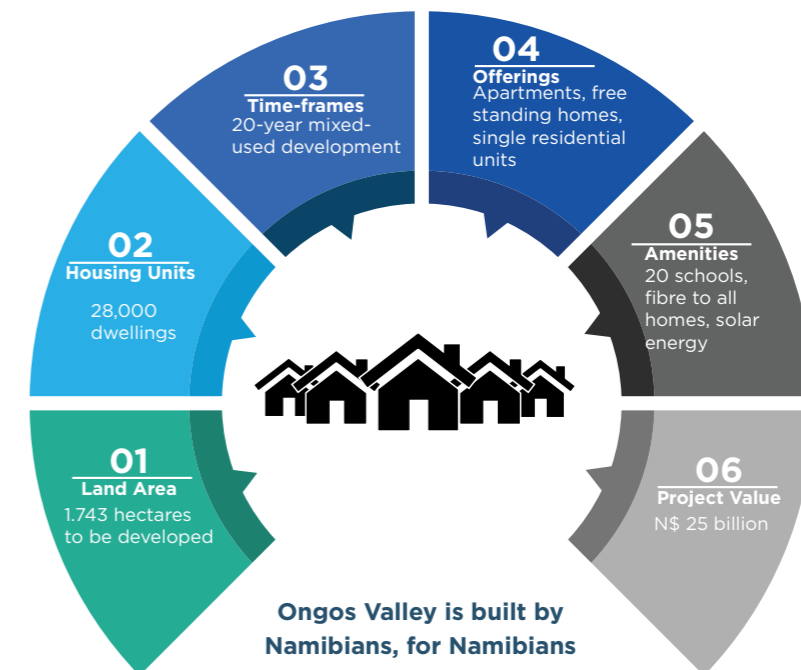 01
Land Area
1.743 hectares
to be developed
02
Housing Units
28,000
dwellings
03
Time-frames
20-year mixed-
used development
04
Offerings
Apartments, free
standing homes,
single residential
units
05
Amenities
20 schools,
fibre to all
homes, solar
energy
06
Project Value
N$ 25 billion
Ongos Valley is built by
Namibians, for Namibians